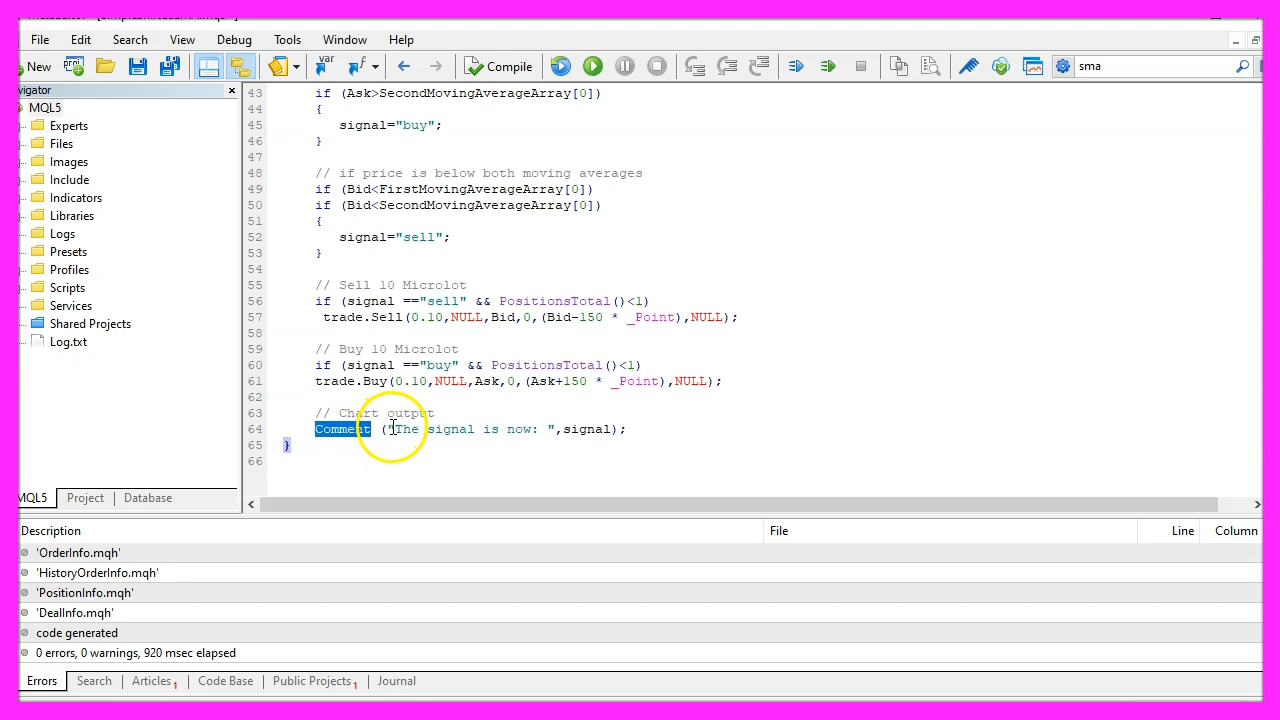 File Edit Search View Debug Tools Window Help
New Compile sma
avigator
MQL5
Experts
Files
Images
Include
Indicators
Libraries
Logs
Presets
Profiles
Scripts
Services
Shared Projects
Log.txt
MQL5 Project Database
43 if (Ask>SecondMovingAverageArray[0])
44 {
45 signal="buy";
46 }
47
48 // if price is below both moving averages
49 if (Bid<FirstMovingAverageArray[0])
50 if (Bid<SecondMovingAverageArray[0])
51 {
52 signal="sell";
53 }
54
55 // Sell 10 Microlot
56 if (signal =="sell" && PositionsTotal()<1)
57 trade.Sell(0.10,NULL,Bid,0,(Bid-150 * _Point),NULL);
58
59 // Buy 10 Microlot
60 if (signal =="buy" && PositionsTotal()<1)
61 trade.Buy(0.10,NULL,Ask,0,(Ask+150 * _Point),NULL);
62
63 // Chart output
64 Comment ("The signal is now: ",signal);
65 }
66
Description File Line Column
'OrderInfo.mqh'
'HistoryOrderInfo.mqh'
'PositionInfo.mqh'
'DealInfo.mqh'
code generated
0 errors, 0 warnings, 920 msec elapsed
Errors Search Articles 1 Code Base Public Projects 1 Journal